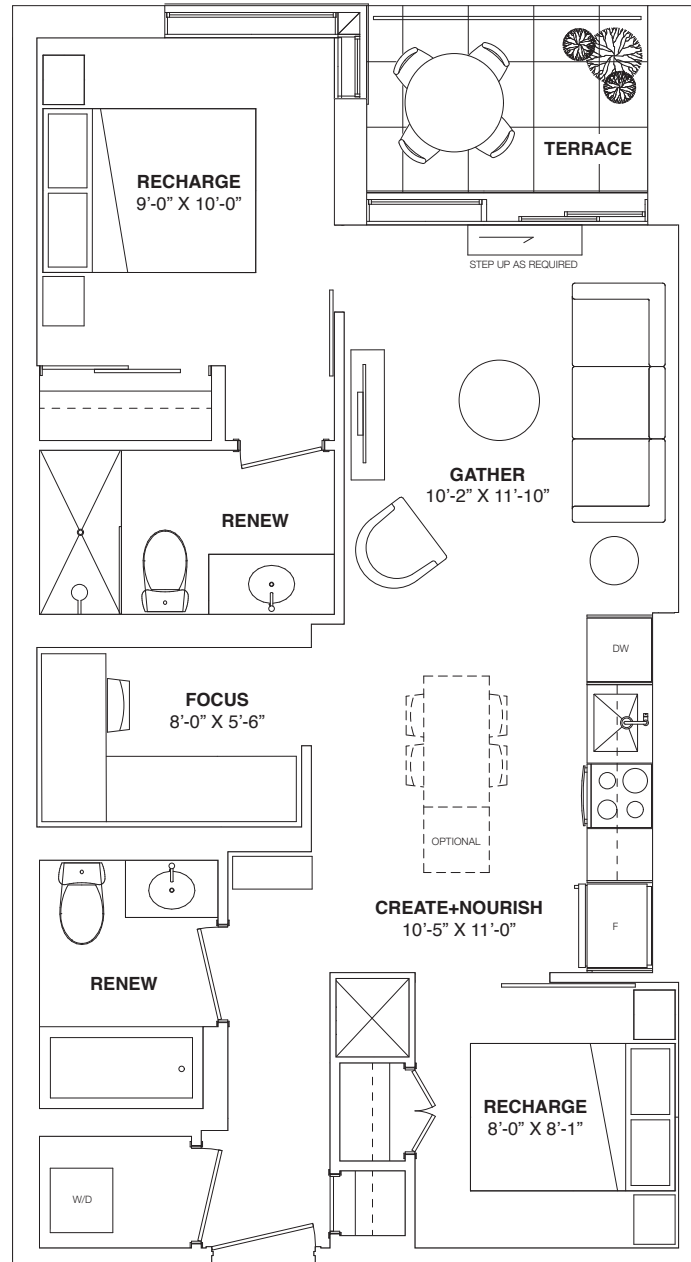 TERRACE
RECHARGE
9'-0” X 10'-0”
STEP UP AS REQUIRED
GATHER
10'-2” X 11'-10”
RENEW
DW
FOCUS
8'-0” X 5'-6”
OPTIONAL
CREATE+NOURISH
10'-5” X 11'-0”
F
RENEW
RECHARGE
8'-0” X 8'-1”
W/D